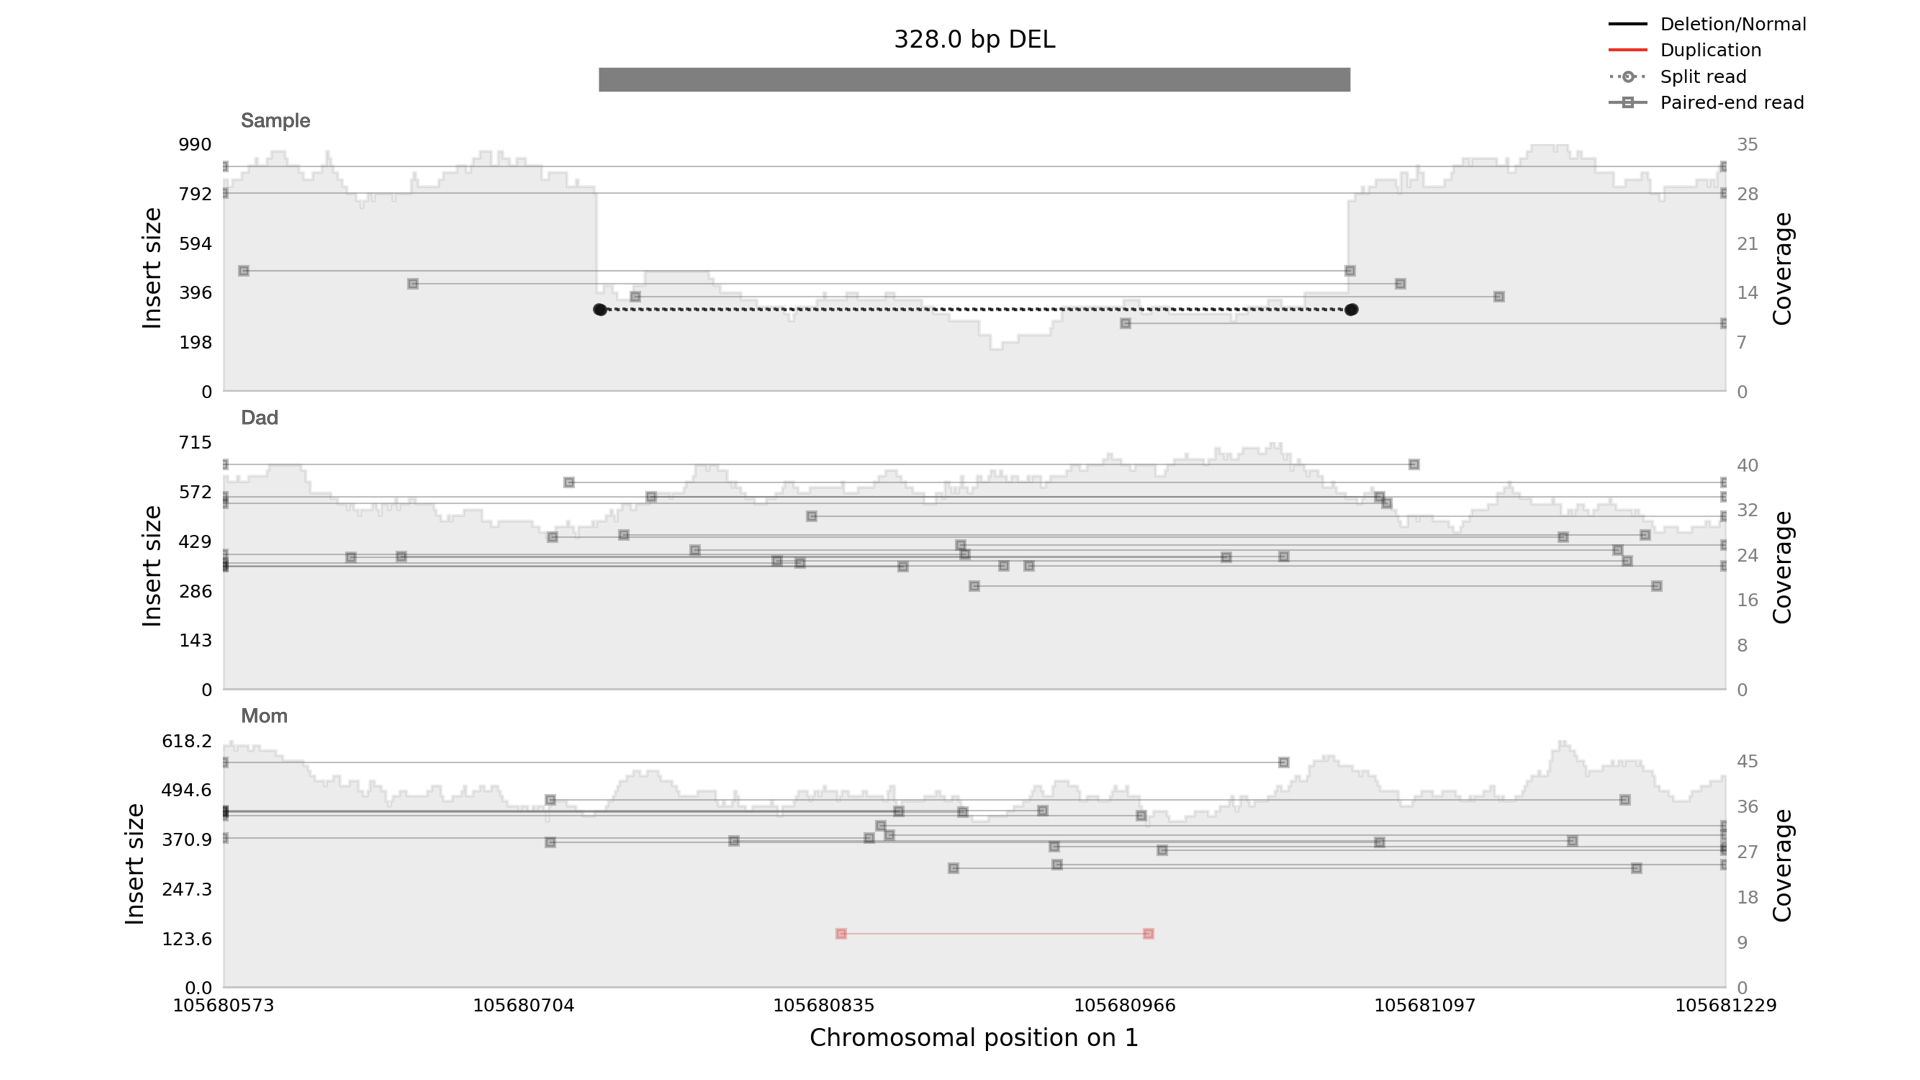 328.0 bp DEL
Deletion/Normal
Duplication
Split read
Paired-end read
Sample
990
792
594
396
198
0
Insert size
35
28
21
14
7
0
Coverage
Dad
715
572
429
286
143
0
Insert size
40
32
24
16
8
0
Coverage
Mom
618.2
494.6
370.9
247.3
123.6
0.0
Insert size
45
36
27
18
9
0
Coverage
105680573 105680704 105680835 105680966 105681097 105681229
Chromosomal position on 1